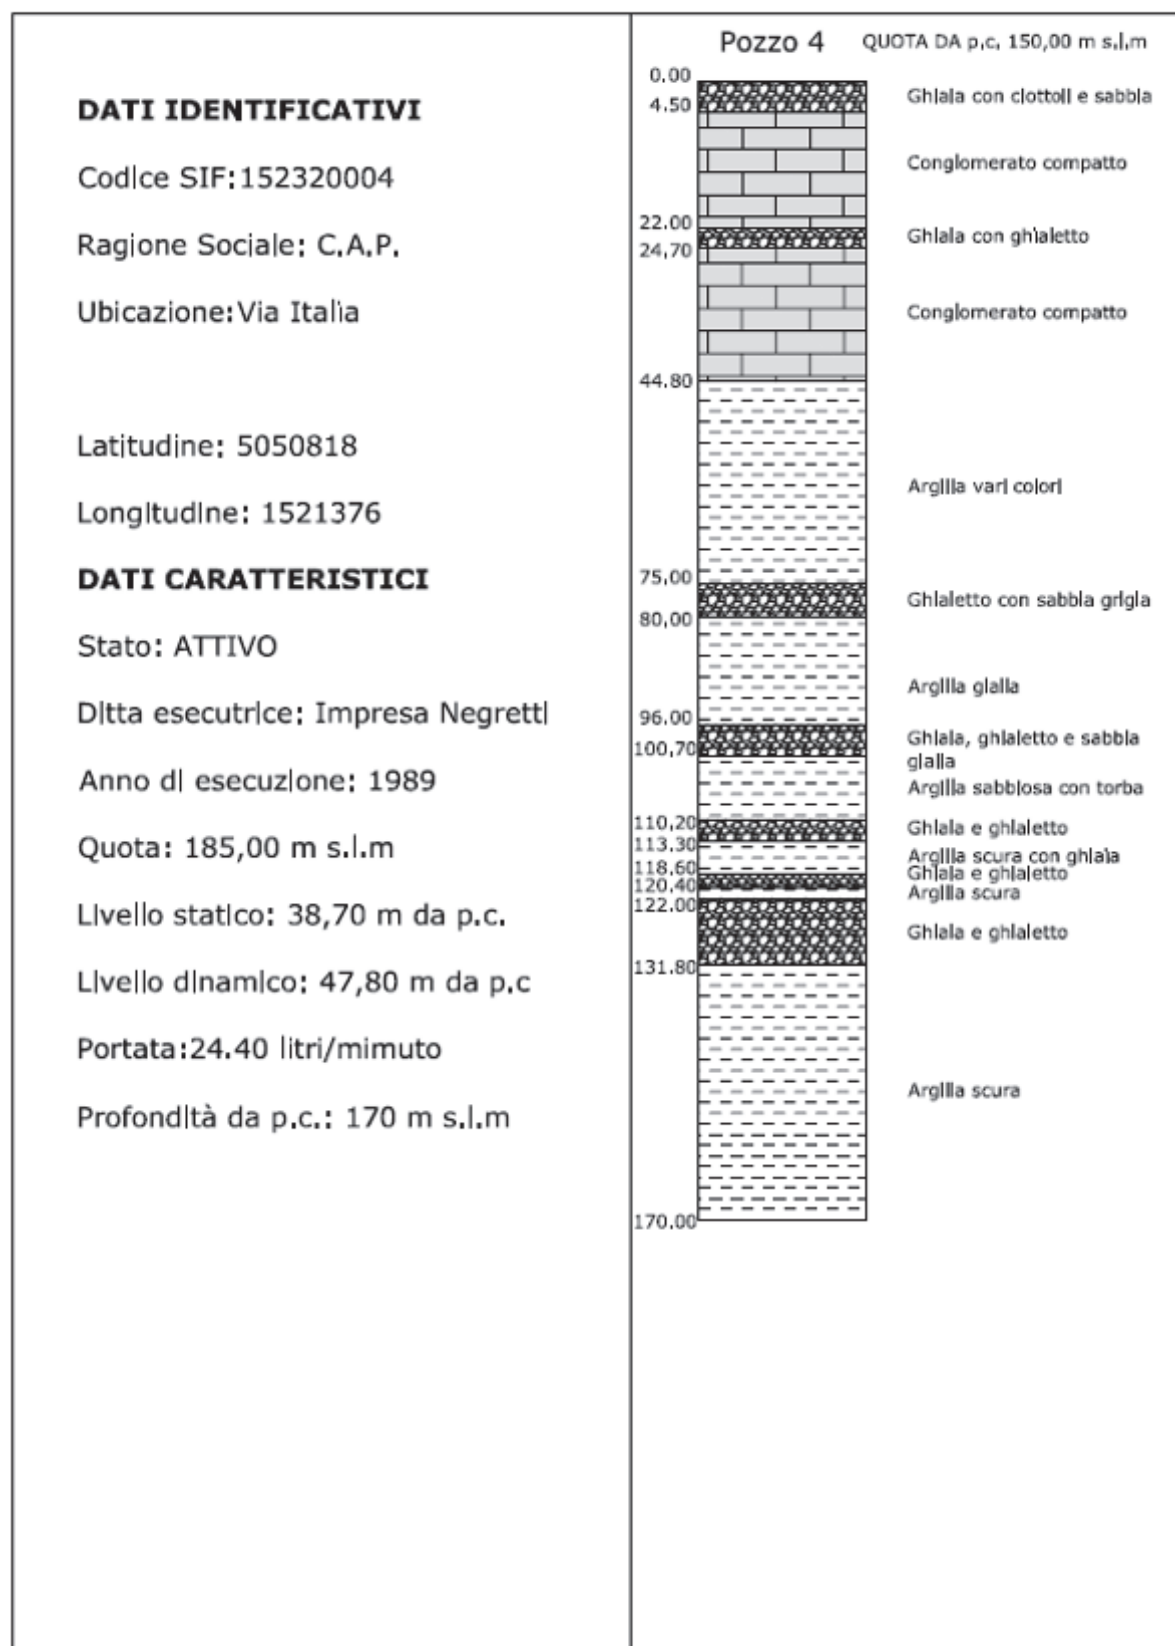 DATI IDENTIFICATIVI
Codice SIF:152320004
Ragione Sociale: C.A.P.
Ubicazione:Via Italia
Latitudine: 5050818
Longitudine: 1521376
DATI CARATTERISTICI
Stato: ATTIVO
Ditta esecutrice: Impresa Negretti
Anno di esecuzione: 1989
Quota: 185,00 m s.l.m
Livello statico: 38,70 m da p.c.
Livello dinamico: 47,80 m da p.c
Portata:24.40 litri/mimuto
Profondità da p.c.: 170 m s.l.m
Pozzo 4 QUOTA DA p.c. 150,00 m s.l.m
0.00
Ghiaia con ciottoli e sabbia
4.50
Conglomerato compatto
22.00
Ghiaia con ghiaietto
24,70
Conglomerato compatto
44.80
Argilla vari colori
75.00
Ghiaietto con sabbia grigia
80,00
Argilla gialla
96.00
Ghiaia, ghiaietto e sabbia
gialla
100,70
Argilla sabbiosa con torba
110,20
Ghiaia e ghiaietto
113.30
Argilla scura con ghiaia
118.60
Ghiaia e ghiaietto
120,40
Argilla scura
122.00
Ghiaia e ghiaietto
131.80
Argilla scura
170.00